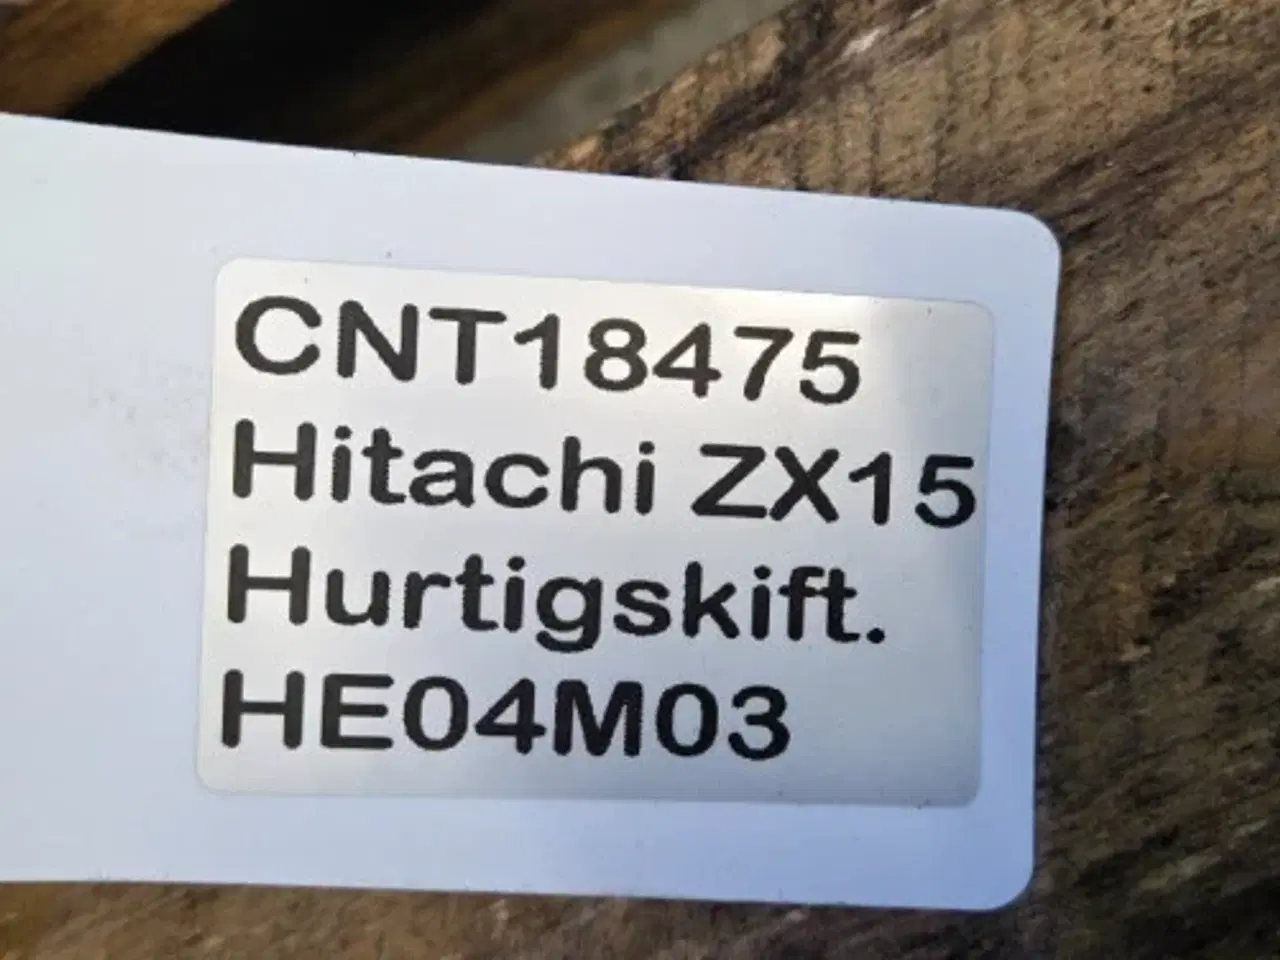 CNT18475
Hitachi ZX15
Hurtigskift.
HE04M03